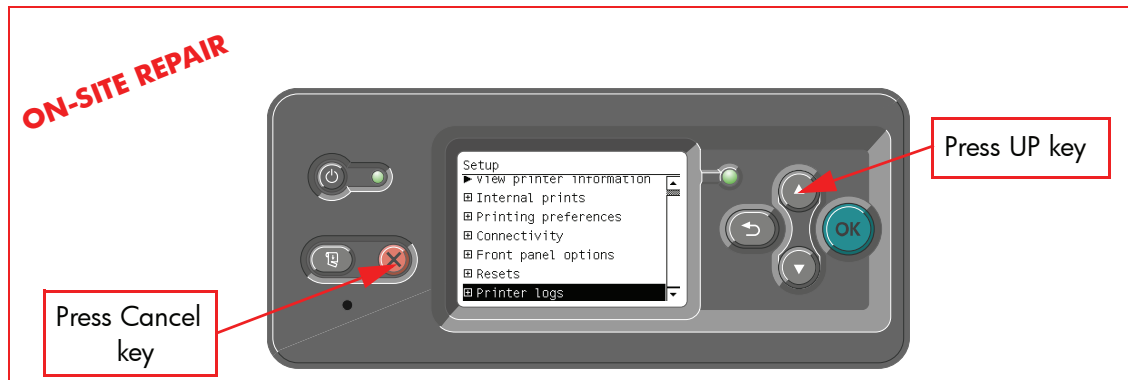 ON-SITE REPAIR
Setup
View printer information
Internal prints
Printing preferences
Connectivity
Front panel options
Resets
Printer logs
OK
Press UP key
Press Cancel
key